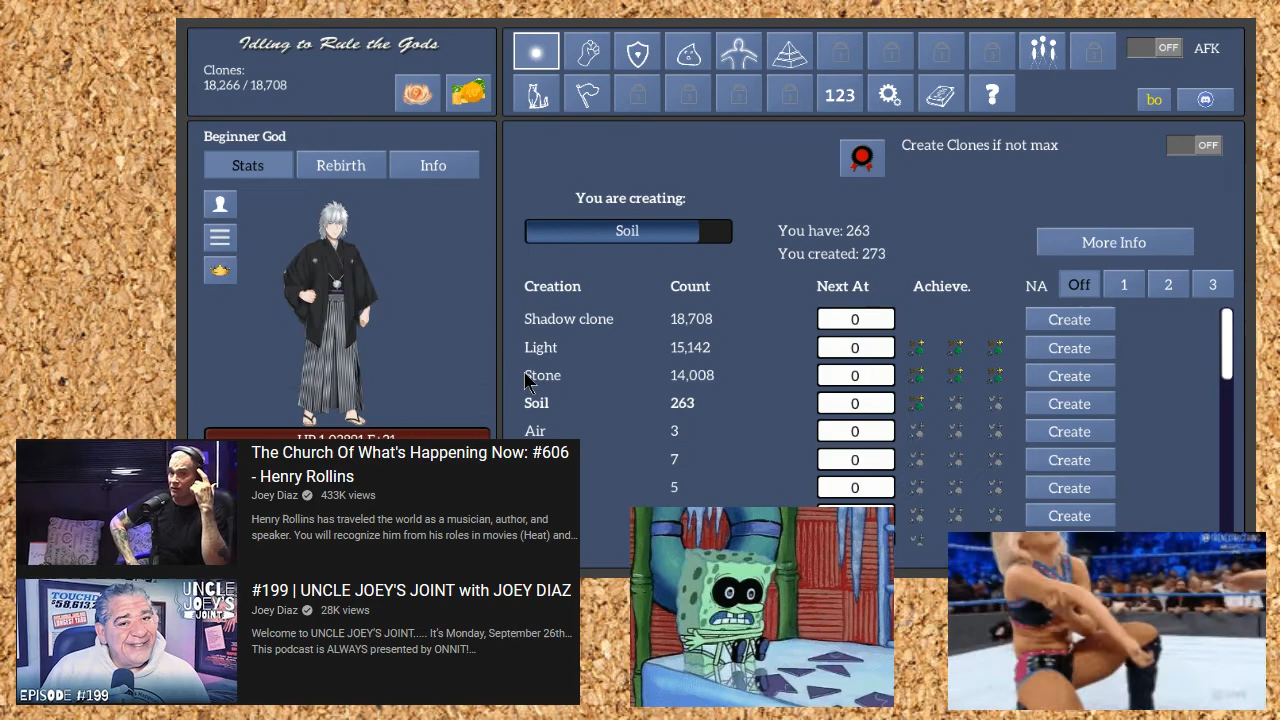 Idling to Rule the Gods
Clones:
18,266 / 18,708
OFF AFK
123
?
bo
Beginner God
Stats Rebirth Info
Create Clones if not max OFF
You are creating:
Soil
You have: 263
You created: 273
More Info
Creation Count Next At Achieve. NA Off 1 2 3
Shadow clone 18,708 0 Create
Light 15,142 0 Create
Stone 14,008 0 Create
Soil 263 0 Create
Air 3 0 Create
7 0 Create
5 0 Create
Create
The Church Of What's Happening Now: #606
- Henry Rollins
Joey Diaz 433K views
Henry Rollins has traveled the world as a musician, author, and
speaker. You will recognize him from his roles in movies (Heat) and...
UNCLE
JOEY'S
JOINT
EPISODE #199
#199 | UNCLE JOEY'S JOINT with JOEY DIAZ
Joey Diaz 28K views
Welcome to UNCLE JOEY'S JOINT..... It's Monday, September 26th...
This podcast is ALWAYS presented by ONNIT!...